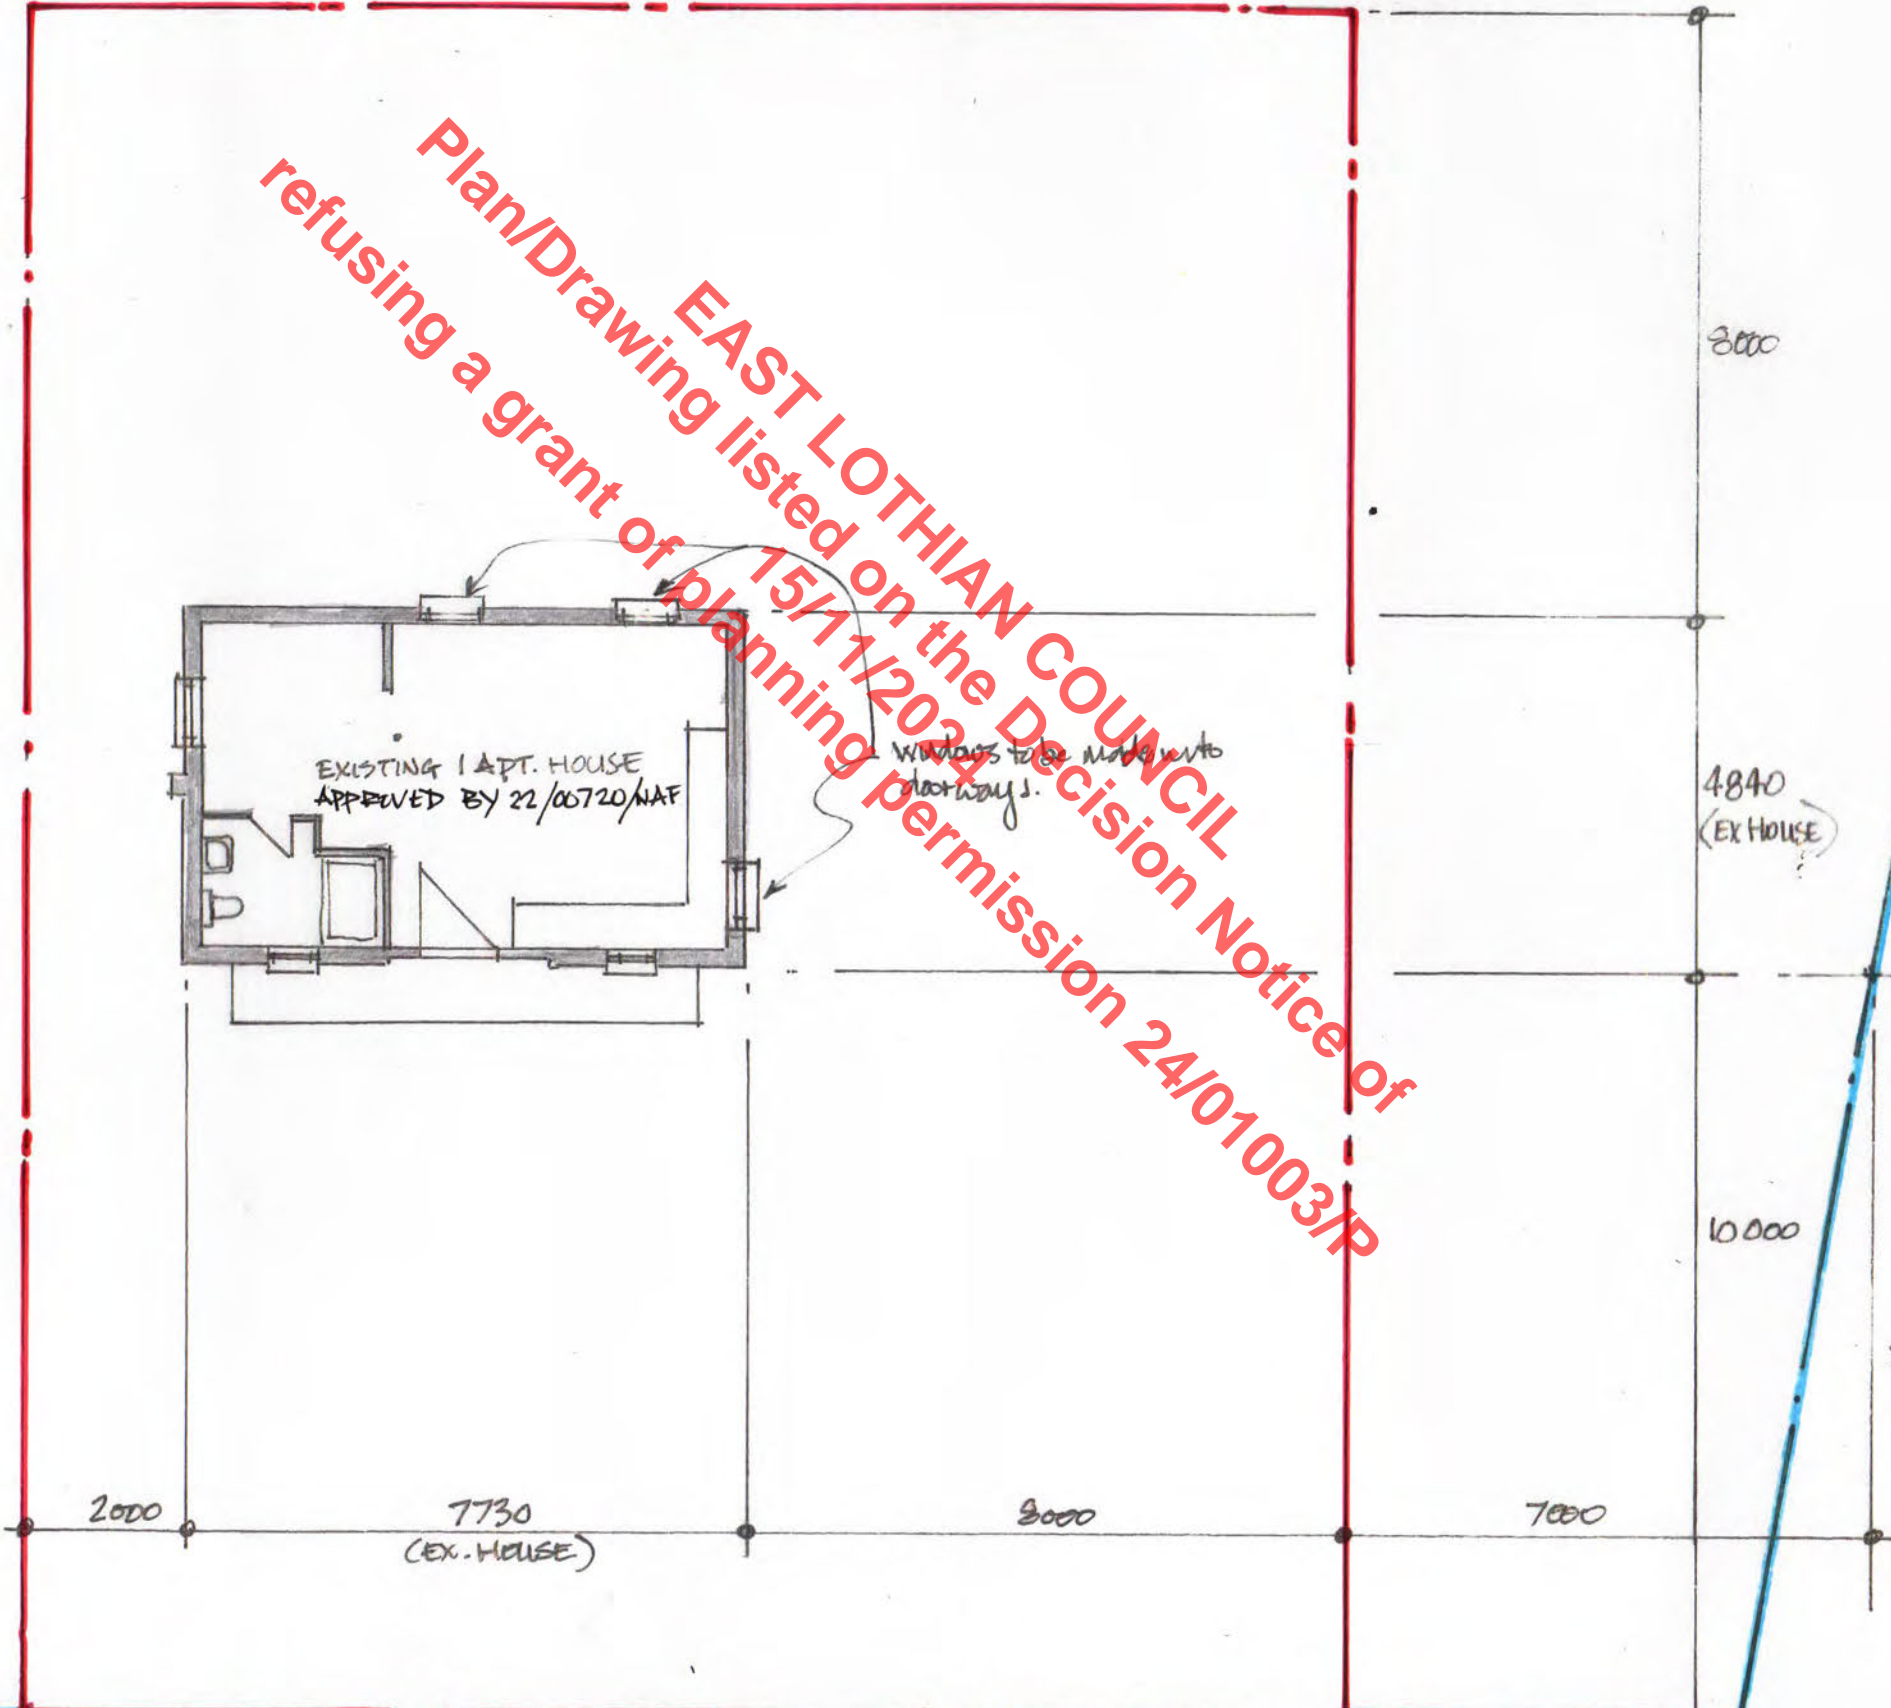 EAST LOTHIAN COUNCIL
Plan/Drawing listed on the Decision Notice of
15/11/2024
refusing a grant of planning permission 24/01003/P
8000
EXISTING 1 APT. HOUSE
APPROVED BY 22/00720/NAF
windows to be made into
doorways.
4840
(EX HOUSE)
10000
2000
7730
(EX. HOUSE)
8000
7000